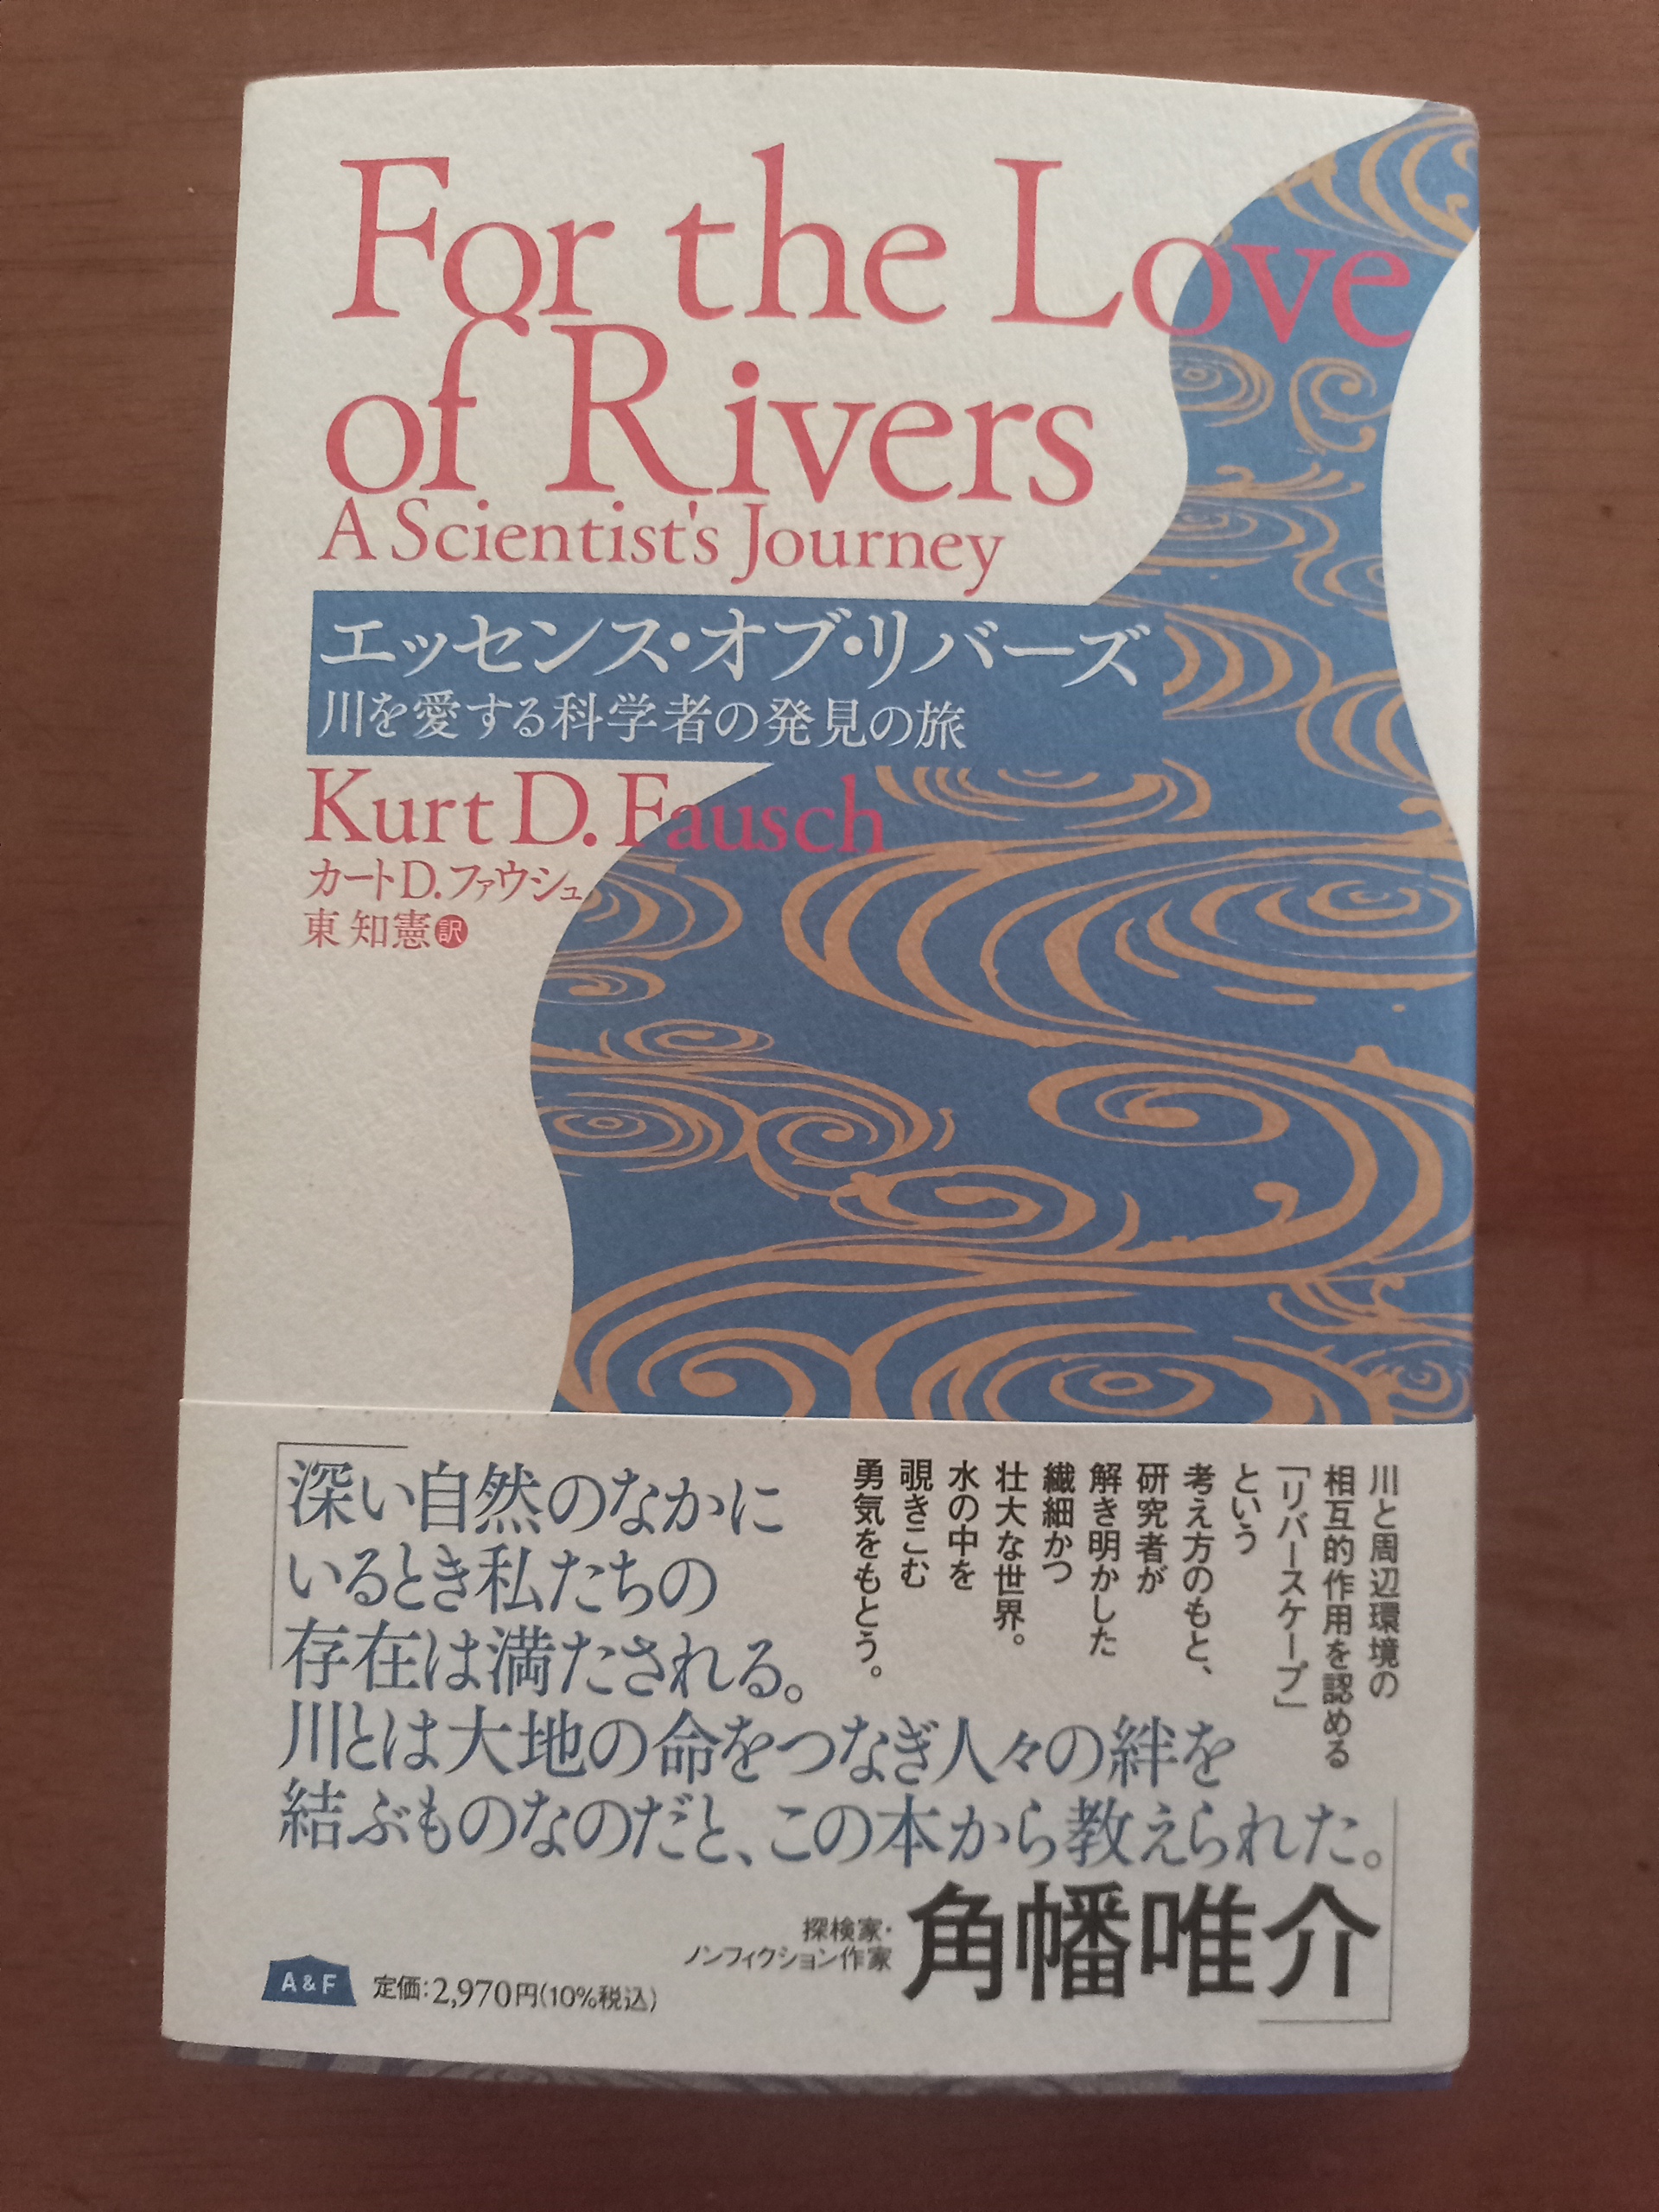 For the Love
of Rivers
A Scientist's Journey
エッセンス・オブ・リバーズ
川を愛する科学者の発見の旅
Kurt D. Fausch
カートD.ファウシュ
東 知憲 訳
川と周辺環境の
相互的作用を認める
「リバースケープ」
という
考え方のもと、
研究者が
解き明かした
繊細かつ
壮大な世界。
水の中を
覗きこむ
勇気をもとう。
「深い自然のなかに
いるとき私たちの
存在は満たされる。
川とは大地の命をつなぎ人々の絆を
結ぶものなのだと、この本から教えられた。」
探検家・
ノンフィクション作家
角幡唯介
A&F
定価:2,970円(10%税込)